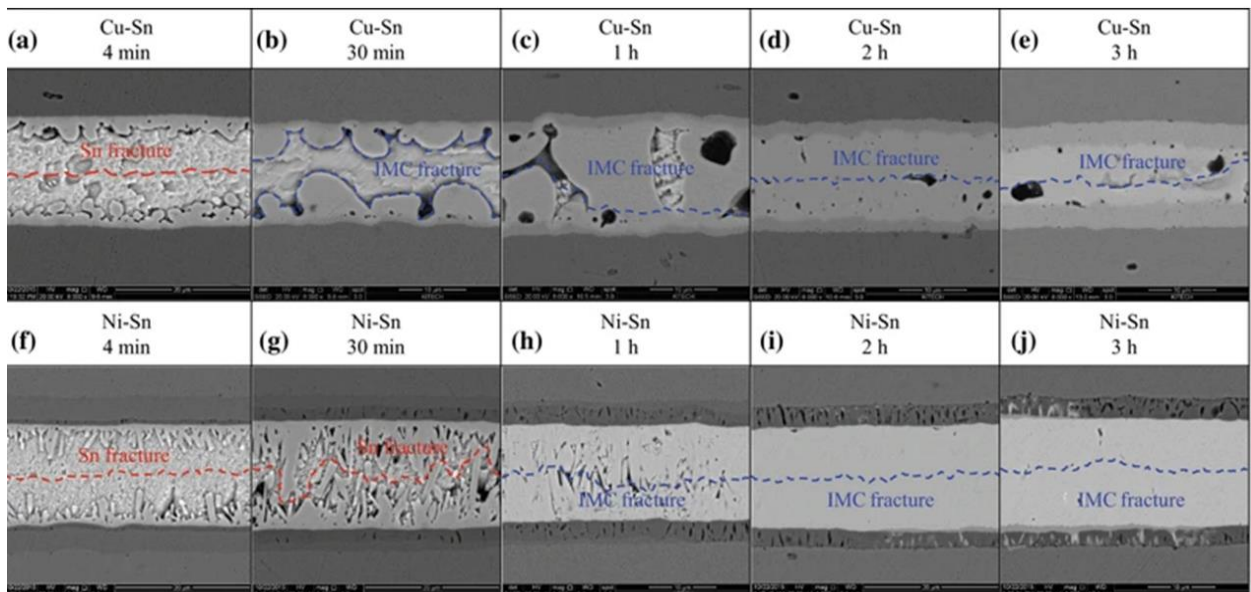 (a)
Cu-Sn
4 min
(b)
Cu-Sn
30 min
(c)
Cu-Sn
1 h
(d)
Cu-Sn
2 h
(e)
Cu-Sn
3 h
Sn fracture
IMC fracture
IMC fracture
IMC fracture
IMC fracture
(f)
Ni-Sn
4 min
(g)
Ni-Sn
30 min
(h)
Ni-Sn
1 h
(i)
Ni-Sn
2 h
(j)
Ni-Sn
3 h
Sn fracture
Sn fracture
IMC fracture
IMC fracture
IMC fracture